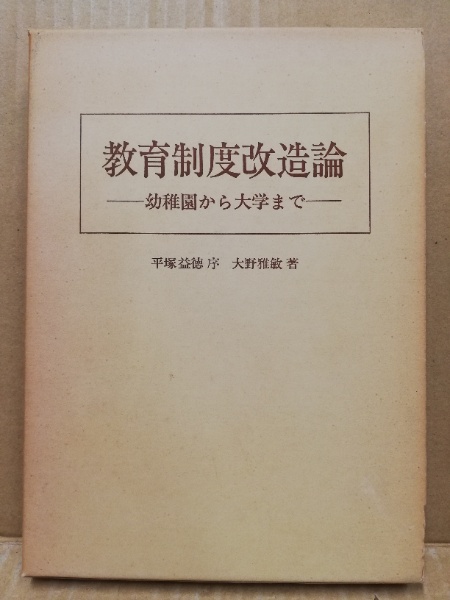 教育制度改造論
―幼稚園から大学まで―
平塚益徳 序 大野雅敏 著